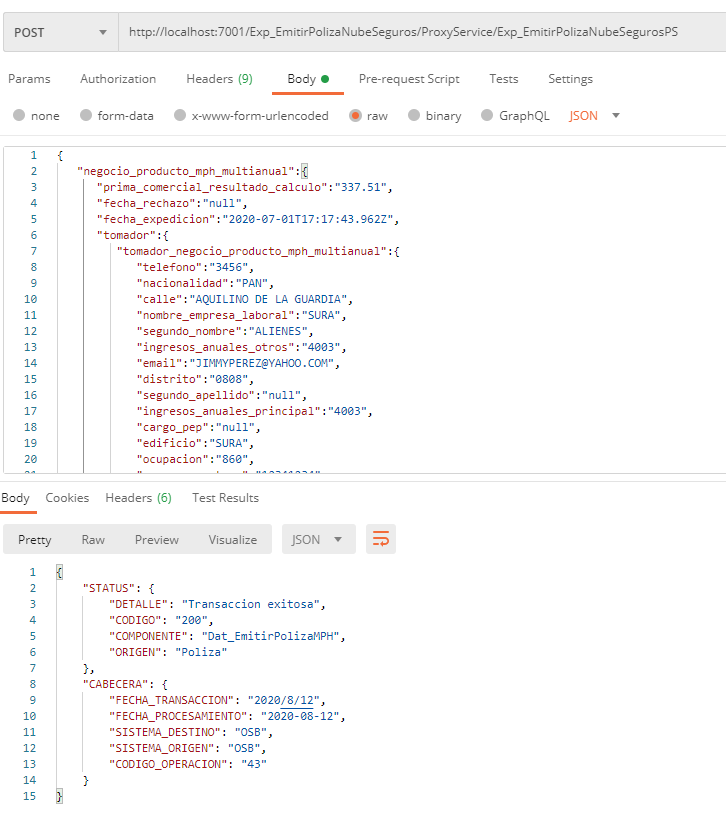 POST http://localhost:7001/Exp_EmitirPolizaNubeSeguros/ProxyService/Exp_EmitirPolizaNubeSegurosPS
Params Authorization Headers (9) Body Pre-request Script Tests Settings
none form-data x-www-form-urlencoded raw binary GraphQL JSON
1 {
2 "negocio_producto_mph_multianual":{
3 "prima_comercial_resultado_calculo":"337.51",
4 "fecha_rechazo":"null",
5 "fecha_expedicion":"2020-07-01T17:17:43.962Z",
6 "tomador":{
7 "tomador_negocio_producto_mph_multianual":{
8 "telefono":"3456",
9 "nacionalidad":"PAN",
10 "calle":"AQUILINO DE LA GUARDIA",
11 "nombre_empresa_laboral":"SURA",
12 "segundo_nombre":"ALIENES",
13 "ingresos_anuales_otros":"4003",
14 "email":"JIMMYPEREZ@YAHOO.COM",
15 "distrito":"0808",
16 "segundo_apellido":"null",
17 "ingresos_anuales_principal":"4003",
18 "cargo_pep":"null",
19 "edificio":"SURA",
20 "ocupacion":"860",
Body Cookies Headers (6) Test Results
Pretty Raw Preview Visualize JSON
1 {
2 "STATUS": {
3 "DETALLE": "Transaccion exitosa",
4 "CODIGO": "200",
5 "COMPONENTE": "Dat_EmitirPolizaMPH",
6 "ORIGEN": "Poliza"
7 },
8 "CABECERA": {
9 "FECHA_TRANSACCION": "2020/8/12",
10 "FECHA_PROCESAMIENTO": "2020-08-12",
11 "SISTEMA_DESTINO": "OSB",
12 "SISTEMA_ORIGEN": "OSB",
13 "CODIGO_OPERACION": "43"
14 }
15 }